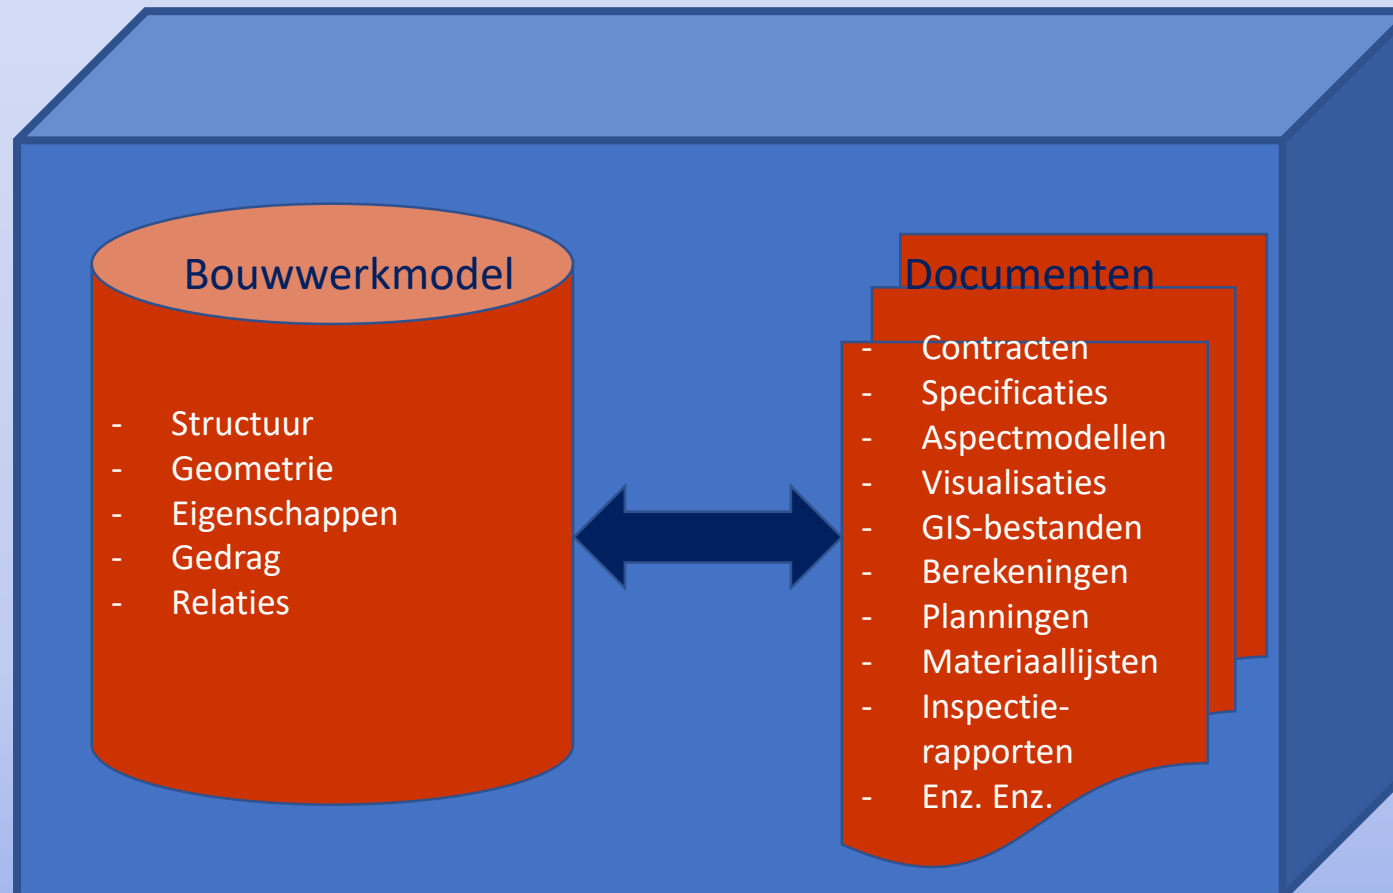 Bouwwerkmodel
- Structuur
- Geometrie
- Eigenschappen
- Gedrag
- Relaties
Documenten
- Contracten
- Specificaties
- Aspectmodellen
- Visualisaties
- GIS-bestanden
- Berekeningen
- Planningen
- Materiaallijsten
- Inspectie-
rapporten
- Enz. Enz.